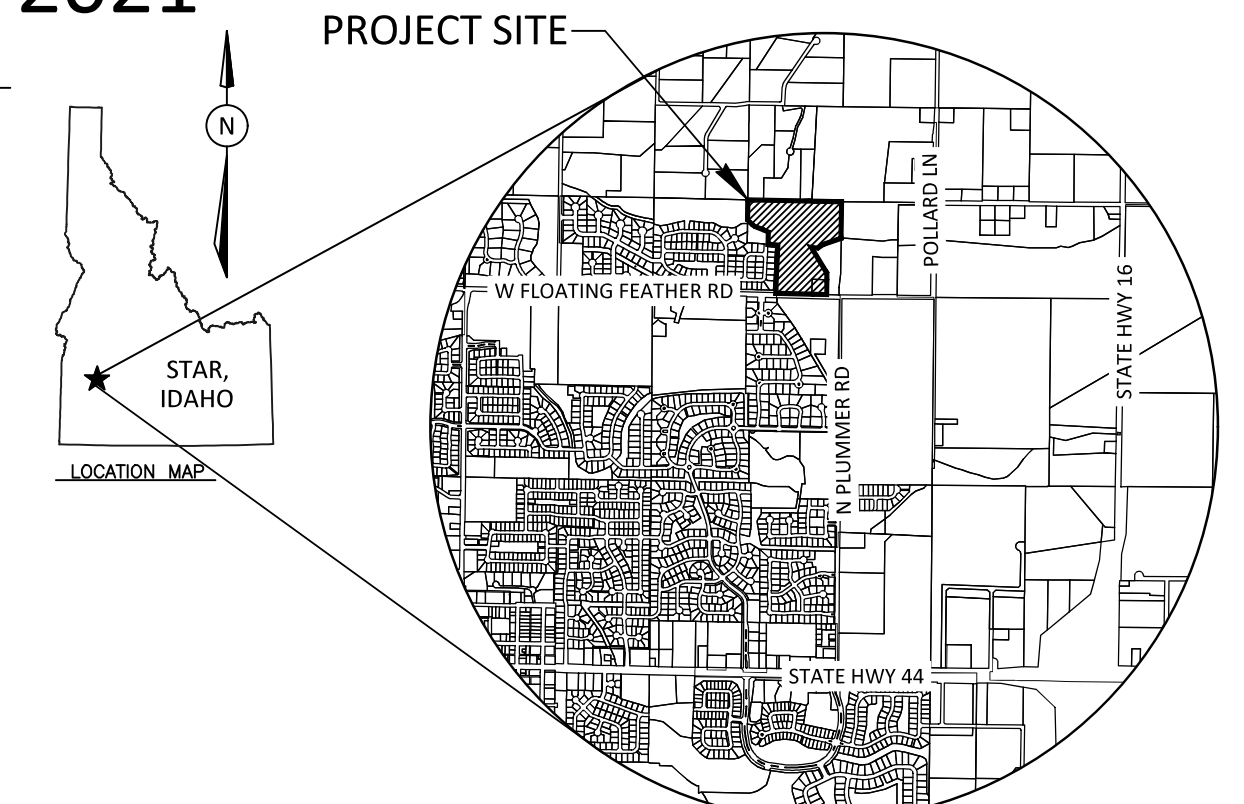 2021
PROJECT SITE
N
POLLARD LN
W FLOATING FEATHER RD
STATE HWY 16
STAR,
IDAHO
N PLUMMER RD
LOCATION MAP
STATE HWY 44